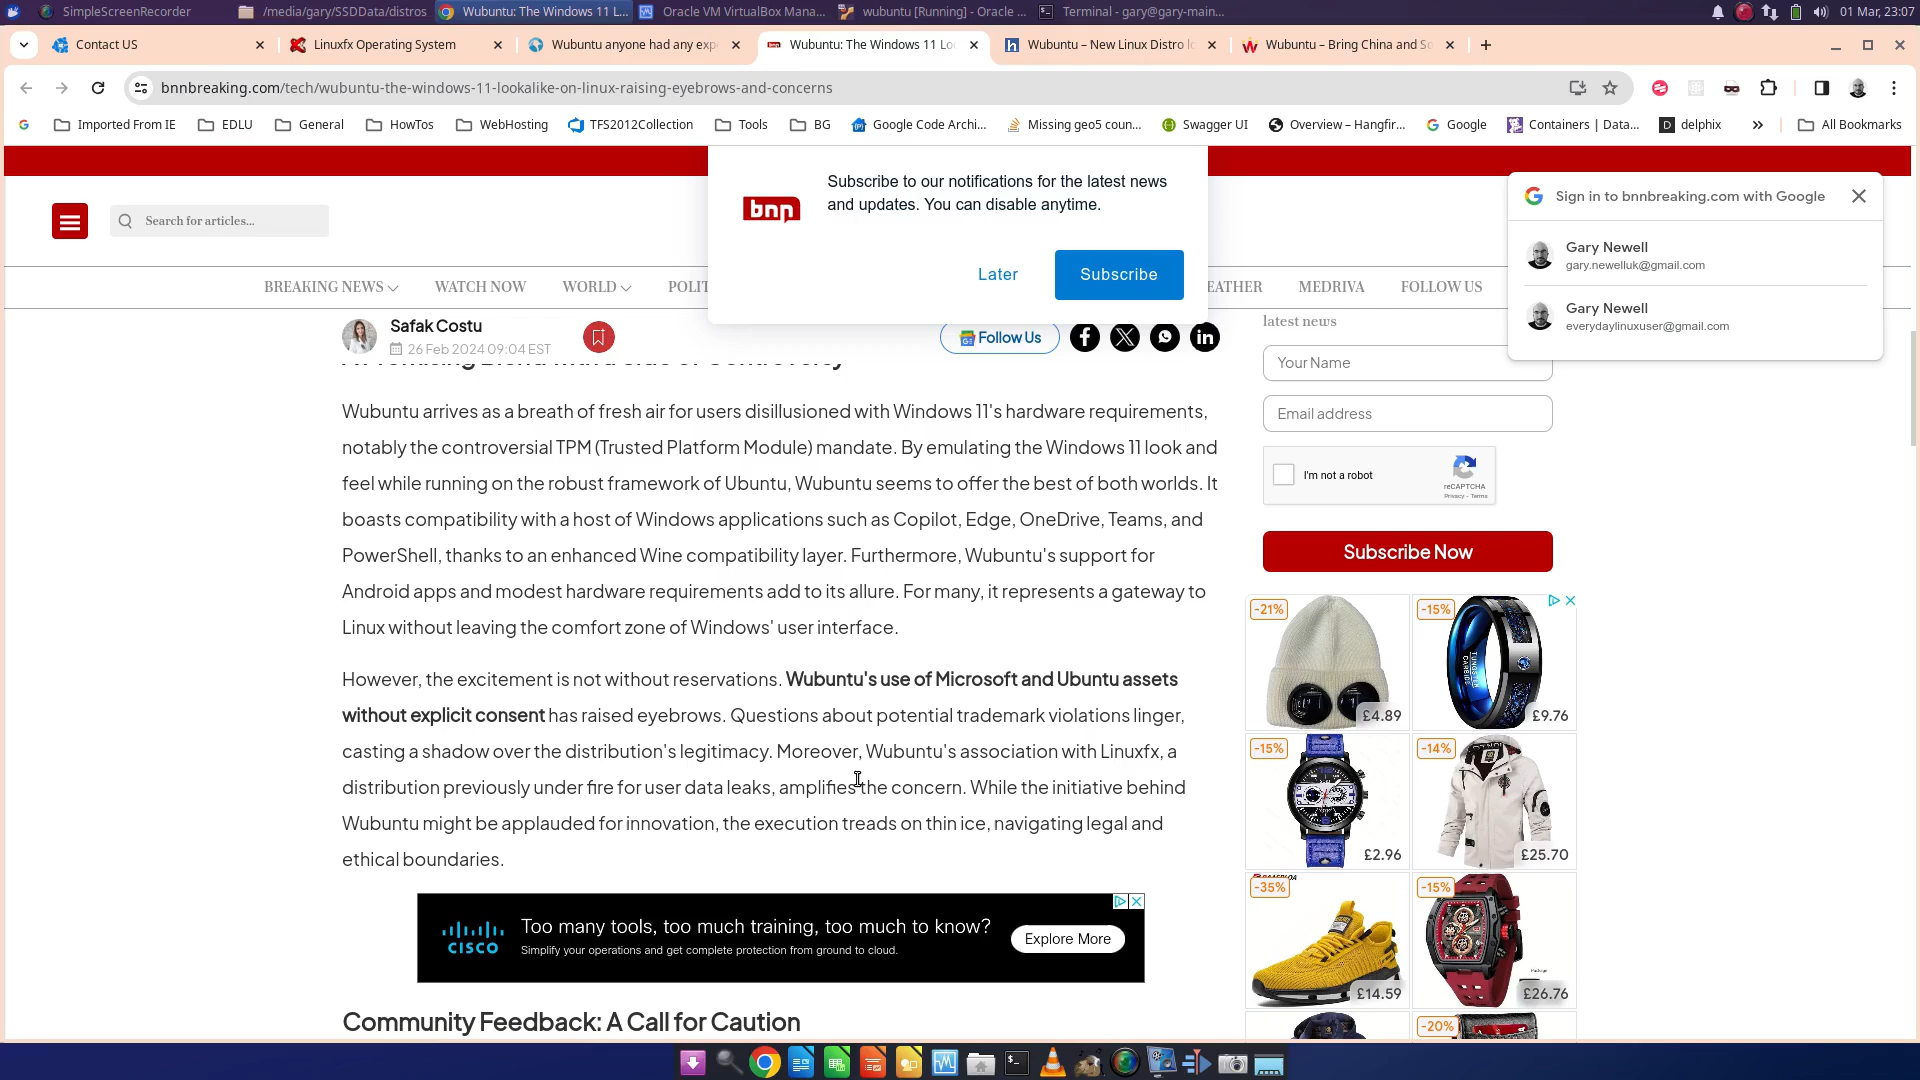 SimpleScreenRecorder
/media/gary/SSDData/distros
Wubuntu: The Windows 11 L...
Oracle VM VirtualBox Mana...
wubuntu [Running] - Oracle ...
Terminal - gary@gary-main...
01 Mar, 23:07
Contact US
Linuxfx Operating System
Wubuntu anyone had any exp
Wubuntu: The Windows 11 Lo
Wubuntu – New Linux Distro lo
Wubuntu – Bring China and So
bnnbreaking.com/tech/wubuntu-the-windows-11-lookalike-on-linux-raising-eyebrows-and-concerns
Imported From IE
EDLU
General
HowTos
WebHosting
TFS2012Collection
Tools
BG
Google Code Archi...
Missing geo5 coun...
Swagger UI
Overview – Hangfir...
Google
Containers | Data...
delphix
All Bookmarks
bnn
Subscribe to our notifications for the latest news
and updates. You can disable anytime.
Later
Subscribe
Sign in to bnnbreaking.com with Google
Gary Newell
gary.newelluk@gmail.com
Gary Newell
everydaylinuxuser@gmail.com
Search for articles...
BREAKING NEWS
WATCH NOW
WORLD
POLIT
EATHER
MEDRIVA
FOLLOW US
Safak Costu
26 Feb 2024 09:04 EST
Follow Us
Wubuntu arrives as a breath of fresh air for users disillusioned with Windows 11's hardware requirements,
notably the controversial TPM (Trusted Platform Module) mandate. By emulating the Windows 11 look and
feel while running on the robust framework of Ubuntu, Wubuntu seems to offer the best of both worlds. It
boasts compatibility with a host of Windows applications such as Copilot, Edge, OneDrive, Teams, and
PowerShell, thanks to an enhanced Wine compatibility layer. Furthermore, Wubuntu's support for
Android apps and modest hardware requirements add to its allure. For many, it represents a gateway to
Linux without leaving the comfort zone of Windows' user interface.
However, the excitement is not without reservations. Wubuntu's use of Microsoft and Ubuntu assets
without explicit consent has raised eyebrows. Questions about potential trademark violations linger,
casting a shadow over the distribution's legitimacy. Moreover, Wubuntu's association with Linuxfx, a
distribution previously under fire for user data leaks, amplifies the concern. While the initiative behind
Wubuntu might be applauded for innovation, the execution treads on thin ice, navigating legal and
ethical boundaries.
CISCO
Too many tools, too much training, too much to know?
Simplify your operations and get complete protection from ground to cloud.
Explore More
Community Feedback: A Call for Caution
latest news
Your Name
Email address
I'm not a robot
reCAPTCHA
Privacy - Terms
Subscribe Now
-21%
£4.89
-15%
£9.76
-15%
£2.96
-14%
£25.70
-35%
£14.59
-15%
£26.76
-20%